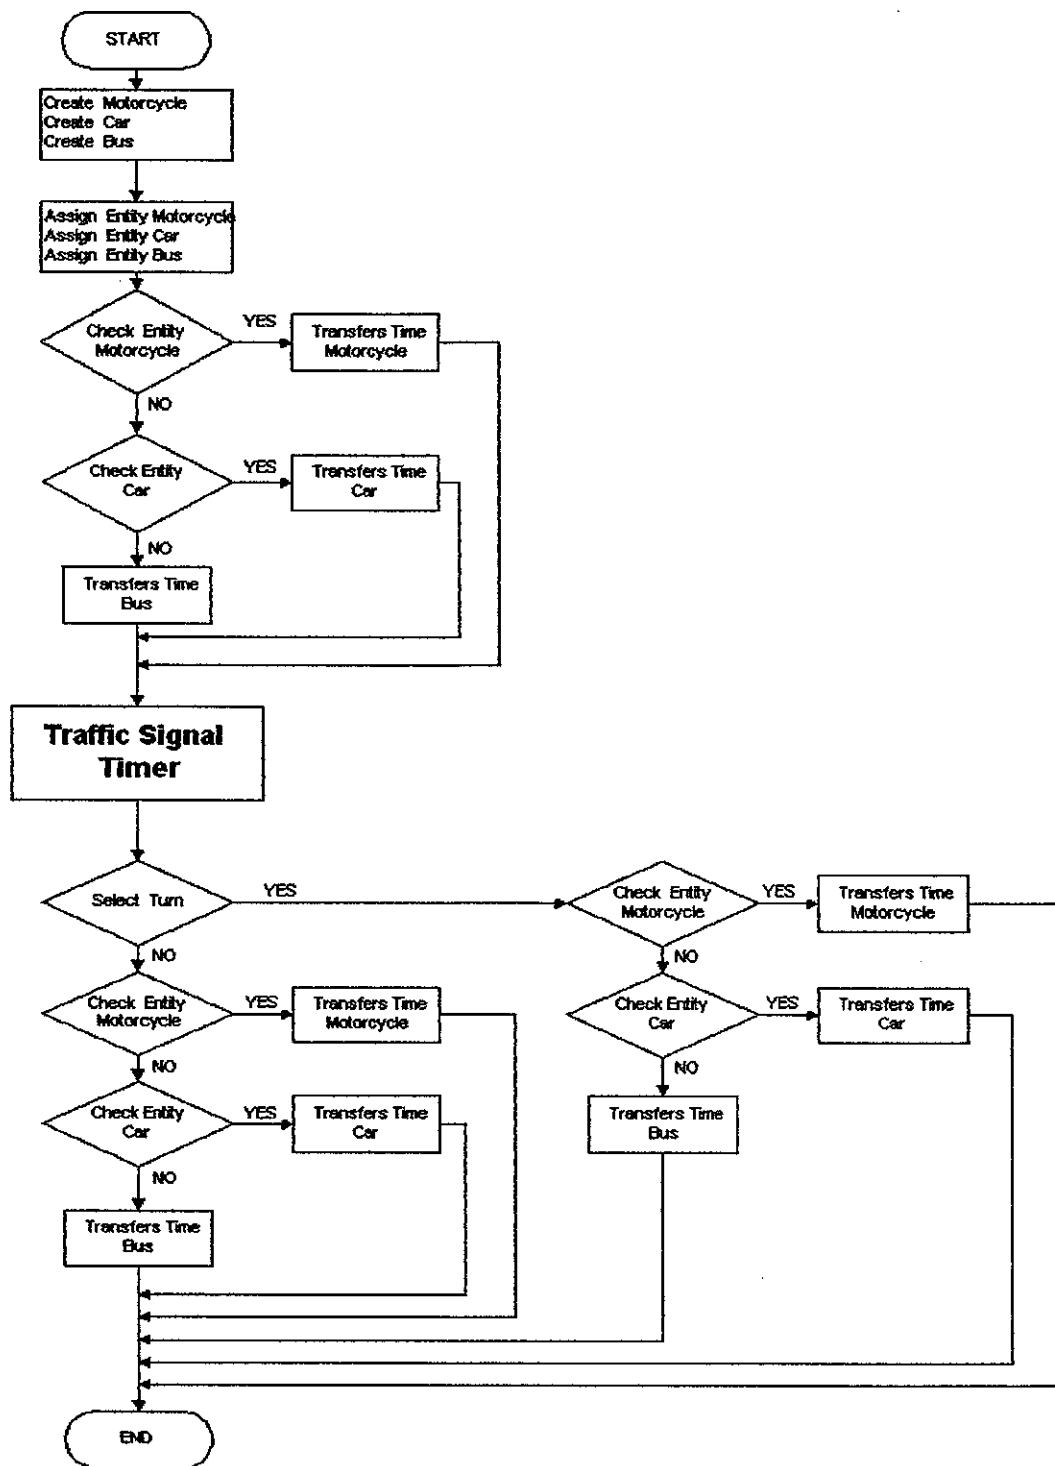 START
Create Motorcycle
Create Car
Create Bus
Assign Entity Motorcycle
Assign Entity Car
Assign Entity Bus
Check Entity
Motorcycle
YES
Transfers Time
Motorcycle
NO
Check Entity
Car
YES
Transfers Time
Car
NO
Transfers Time
Bus
Traffic Signal
Timer
Select Turn
YES
Check Entity
Motorcycle
YES
Transfers Time
Motorcycle
NO
NO
Check Entity
Motorcycle
YES
Transfers Time
Motorcycle
Check Entity
Car
YES
Transfers Time
Car
NO
NO
Check Entity
Car
YES
Transfers Time
Car
Transfers Time
Bus
NO
Transfers Time
Bus
END